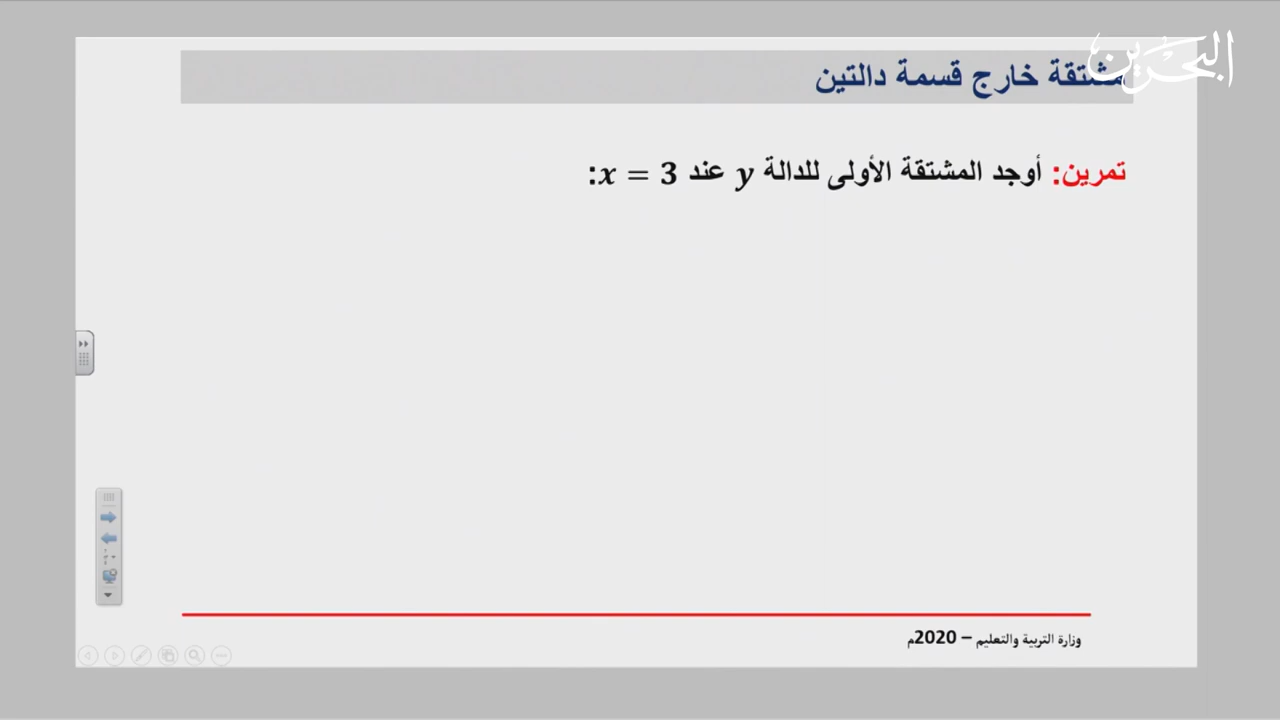 البحرين
مشتقة خارج قسمة دالتين
تمرين: أوجد المشتقة الأولى للدالة y عند x = 3:
وزارة التربية والتعليم – 2020م